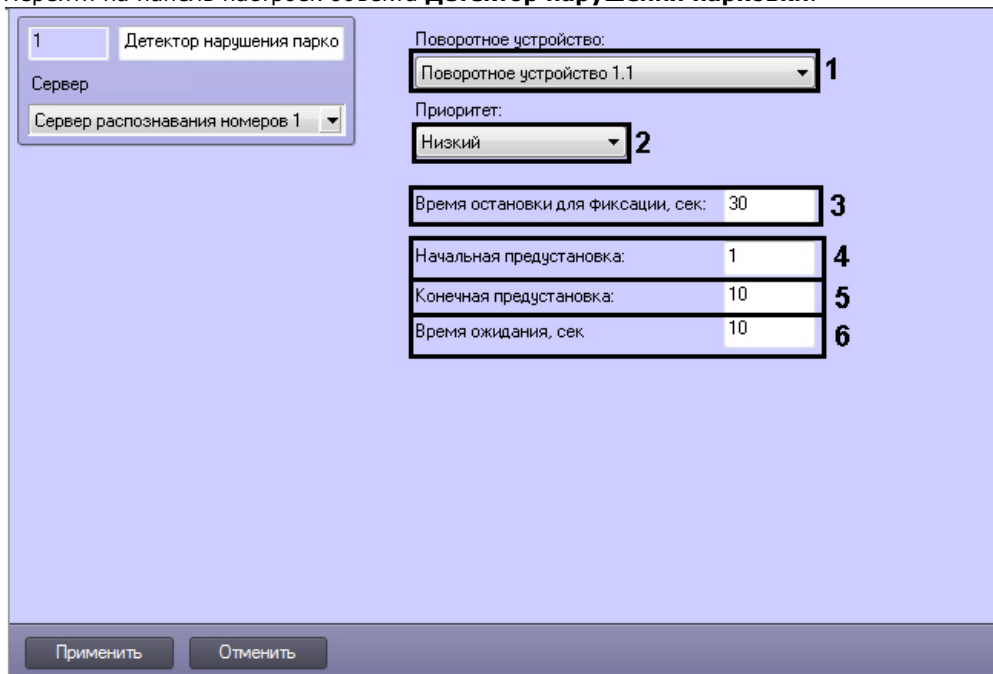 Перейти на панель настроек объекта Детектор нарушения парковки.
1 Детектор нарушения парко
Сервер
Сервер распознавания номеров 1
Поворотное устройство:
Поворотное устройство 1.1 1
Приоритет:
Низкий 2
Время остановки для фиксации, сек: 30 3
Начальная предустановка: 1 4
Конечная предустановка: 10 5
Время ожидания, сек 10 6
Применить Отменить